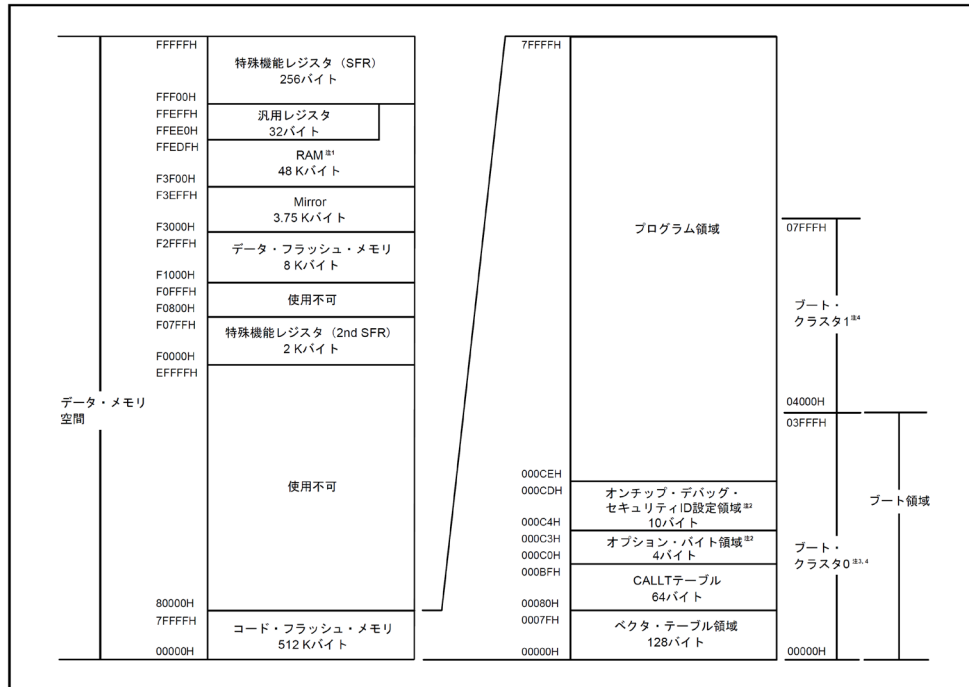 FFFFFH
特殊機能レジスタ（SFR）
256バイト
FFF00H
FFEFFH
汎用レジスタ
32バイト
FFEE0H
FFEDFH
RAM注1
48 Kバイト
F3F00H
F3EFFH
Mirror
3.75 Kバイト
F3000H
F2FFFH
データ・フラッシュ・メモリ
8 Kバイト
F1000H
F0FFFH
使用不可
F0800H
F07FFH
特殊機能レジスタ（2nd SFR）
2 Kバイト
F0000H
EFFFFH
データ・メモリ
空間
使用不可
80000H
7FFFFH
コード・フラッシュ・メモリ
512 Kバイト
00000H
7FFFFH
プログラム領域
000CEH
000CDH
オンチップ・デバッグ・
セキュリティID設定領域注2
10バイト
000C4H
000C3H
オプション・バイト領域注2
4バイト
000C0H
000BFH
CALLTテーブル
64バイト
00080H
0007FH
ベクタ・テーブル領域
128バイト
00000H
07FFFH
ブート・
クラスタ1注4
04000H
03FFFH
ブート領域
ブート・
クラスタ0注3, 4
00000H